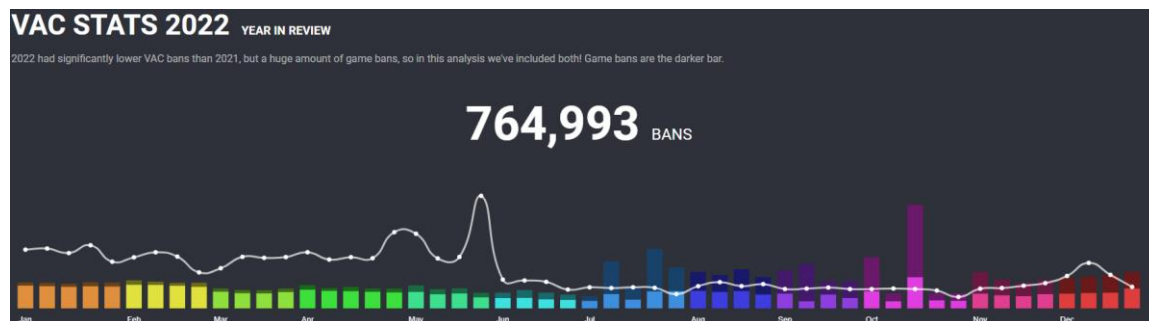 VAC STATS 2022 YEAR IN REVIEW
2022 had significantly lower VAC bans than 2021, but a huge amount of game bans, so in this analysis we've included both! Game bans are the darker bar.
764,993 BANS
Jan Feb Mar Apr May Jun Jul Aug Sep Oct Nov Dec